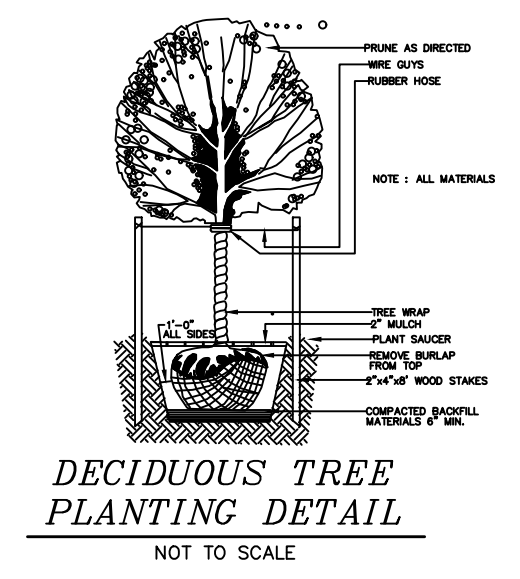 PRUNE AS DIRECTED
WIRE GUYS
RUBBER HOSE
NOTE : ALL MATERIALS
TREE WRAP
1'-0"
ALL SIDES
2" MULCH
PLANT SAUCER
REMOVE BURLAP
FROM TOP
2"x4"x8' WOOD STAKES
COMPACTED BACKFILL
MATERIALS 6" MIN.
DECIDUOUS TREE
PLANTING DETAIL
NOT TO SCALE